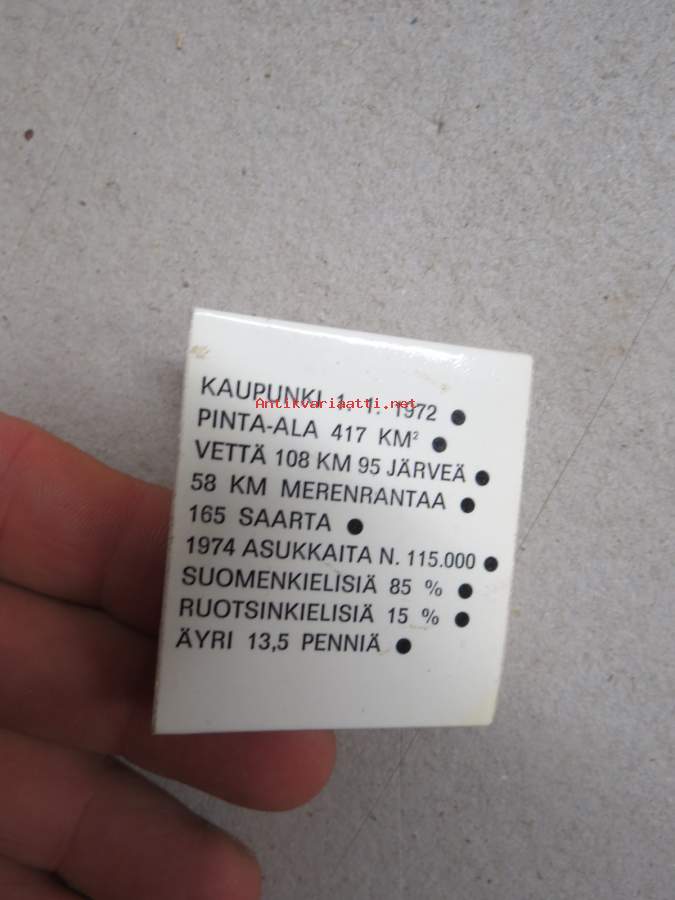 KAUPUNKI 1. 1. 1972 ●
Antikvariaatti.net
PINTA-ALA 417 KM² ●
VETTÄ 108 KM 95 JÄRVEÄ ●
58 KM MERENRANTAA ●
165 SAARTA ●
1974 ASUKKAITA N. 115.000 ●
SUOMENKIELISIÄ 85 % ●
RUOTSINKIELISIÄ 15 % ●
ÄYRI 13,5 PENNIÄ ●